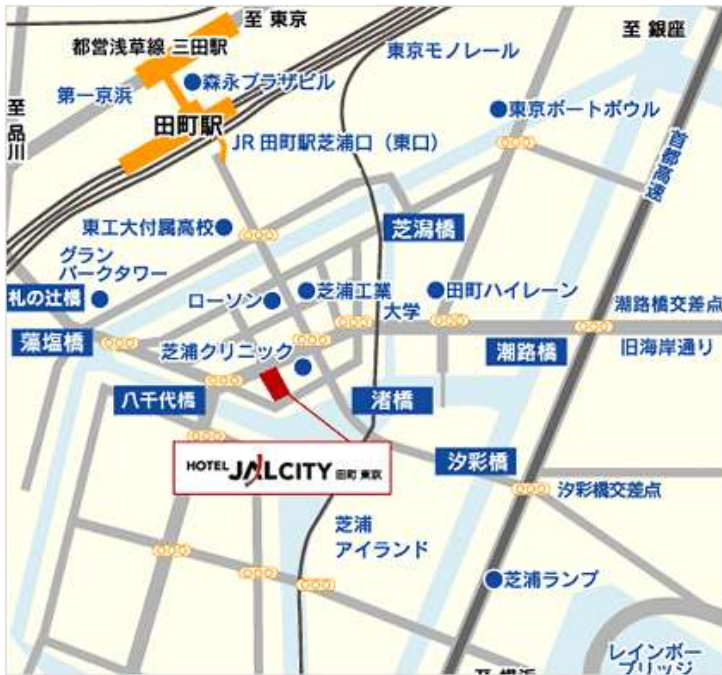 至 東京
都営浅草線 三田駅
至 銀座
東京モノレール
森永プラザビル
第一京浜
至 品川
東京ボートボウル
田町駅
JR 田町駅芝浦口（東口）
首都高速
東工大付属高校
芝潟橋
グラン
パークタワー
札の辻橋
ローソン
芝浦工業
大学
田町ハイレーン
潮路橋交差点
藻塩橋
芝浦クリニック
潮路橋
旧海岸通り
八千代橋
渚橋
汐彩橋
HOTEL JALCITY 田町 東京
汐彩橋交差点
芝浦
アイランド
芝浦ランプ
レインボー
ブリッジ
至 横浜